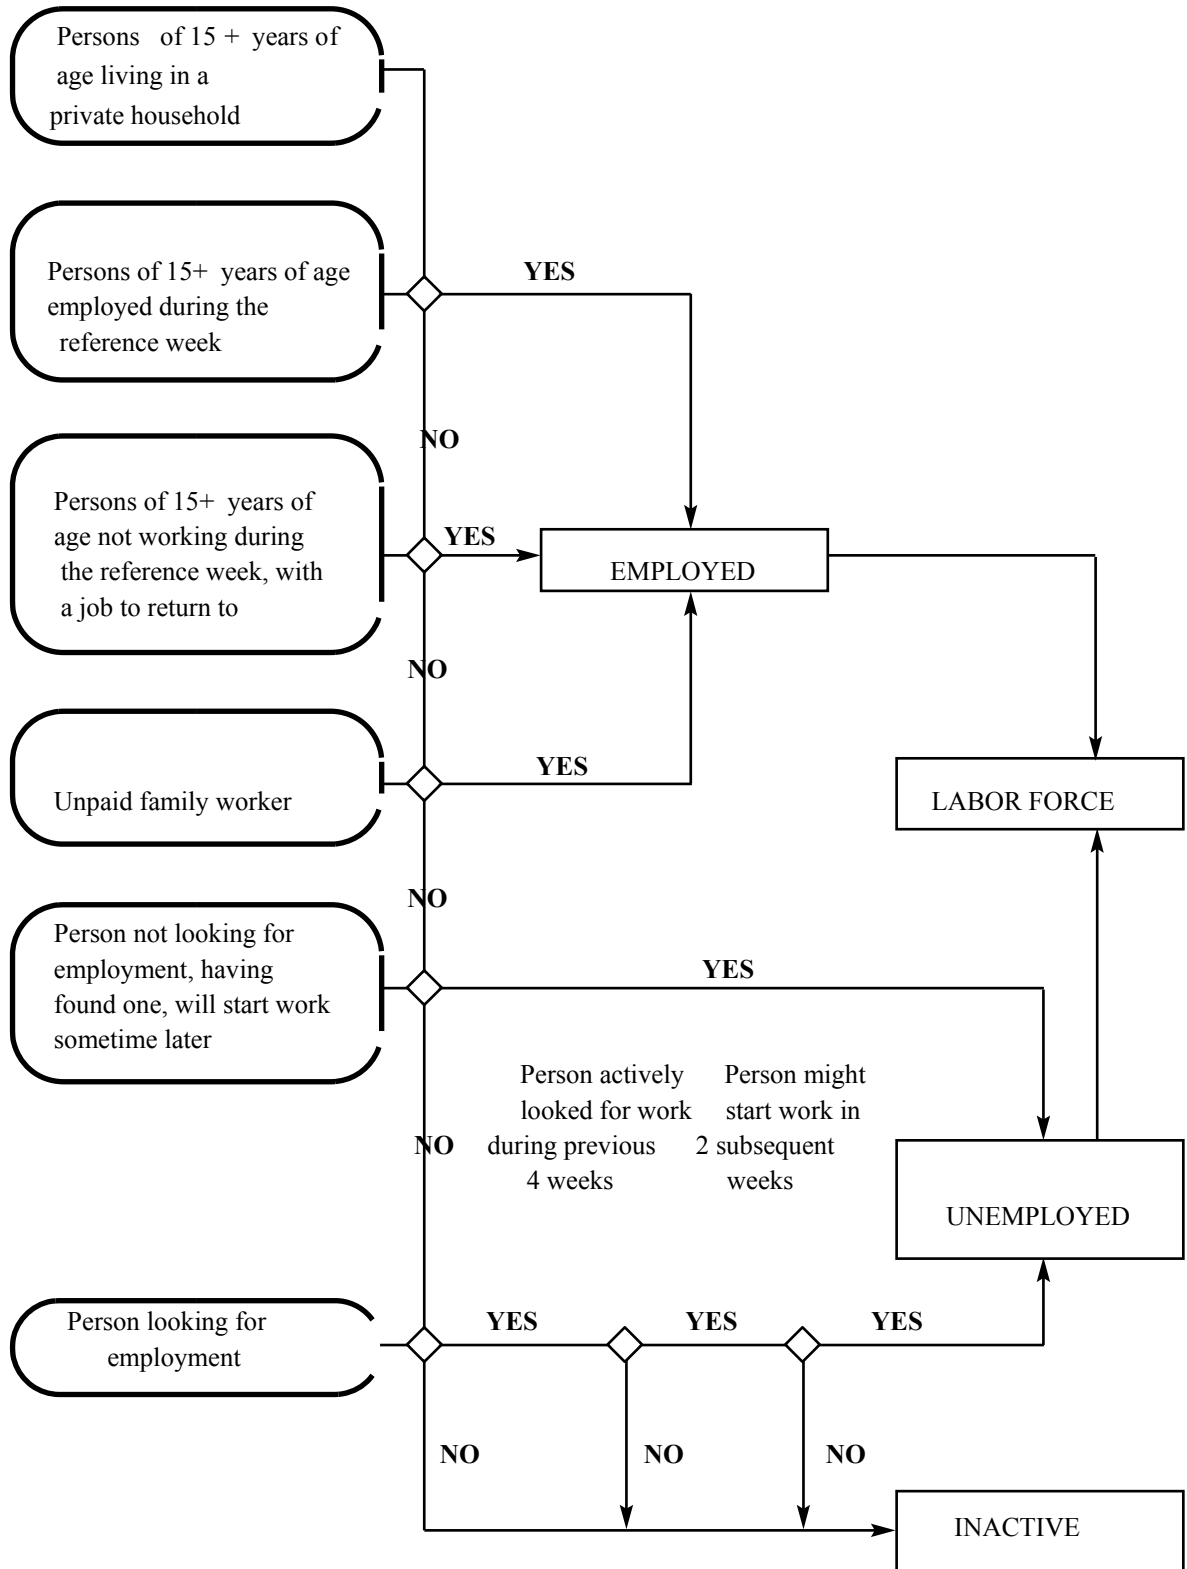 Persons of 15 + years of
age living in a
private household
Persons of 15+ years of age
employed during the
reference week
YES
NO
Persons of 15+ years of
age not working during
the reference week, with
a job to return to
YES
EMPLOYED
NO
Unpaid family worker
YES
LABOR FORCE
NO
Person not looking for
employment, having
found one, will start work
sometime later
YES
NO
Person actively
looked for work
during previous
4 weeks
Person might
start work in
2 subsequent
weeks
UNEMPLOYED
Person looking for
employment
YES
YES
YES
NO
NO
NO
INACTIVE